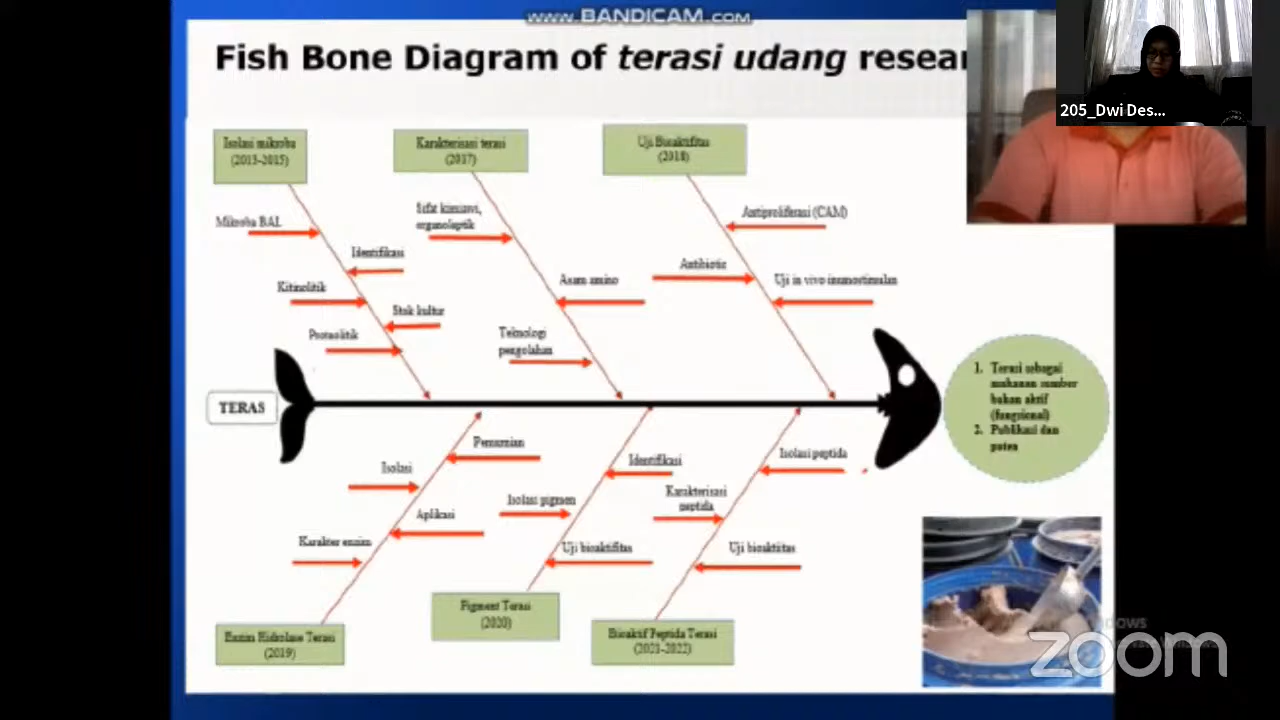 www.BANDICAM.com
Fish Bone Diagram of terasi udang resear
205_Dwi Des...
Isolasi mikroba
(2013-2015)
Karakterisasi terasi
(2017)
Uji Bioaktifitas
(2018)
Mikroba BAL
Identifikasi
Kitinolitik
Stok kultur
Proteolitik
Sifat kimiawi,
organoleptik
Asam amino
Teknologi
pengolahan
Antiproliferasi (CAM)
Antibiotic
Uji in vivo imunostimulan
TERAS
1. Terasi sebagai
makanan sumber
bahan aktif
(fungsional)
2. Publikasi dan
paten
Pemurnian
Isolasi
Aplikasi
Karakter enzim
Identifikasi
Isolasi pigmen
Uji bioaktifitas
Isolasi peptida
Karakterisasi
peptida
Uji bioaktiitas
Enzim Hidrolase Terasi
(2019)
Pigment Terasi
(2020)
Bioaktif Peptida Terasi
(2021-2022)
zoom